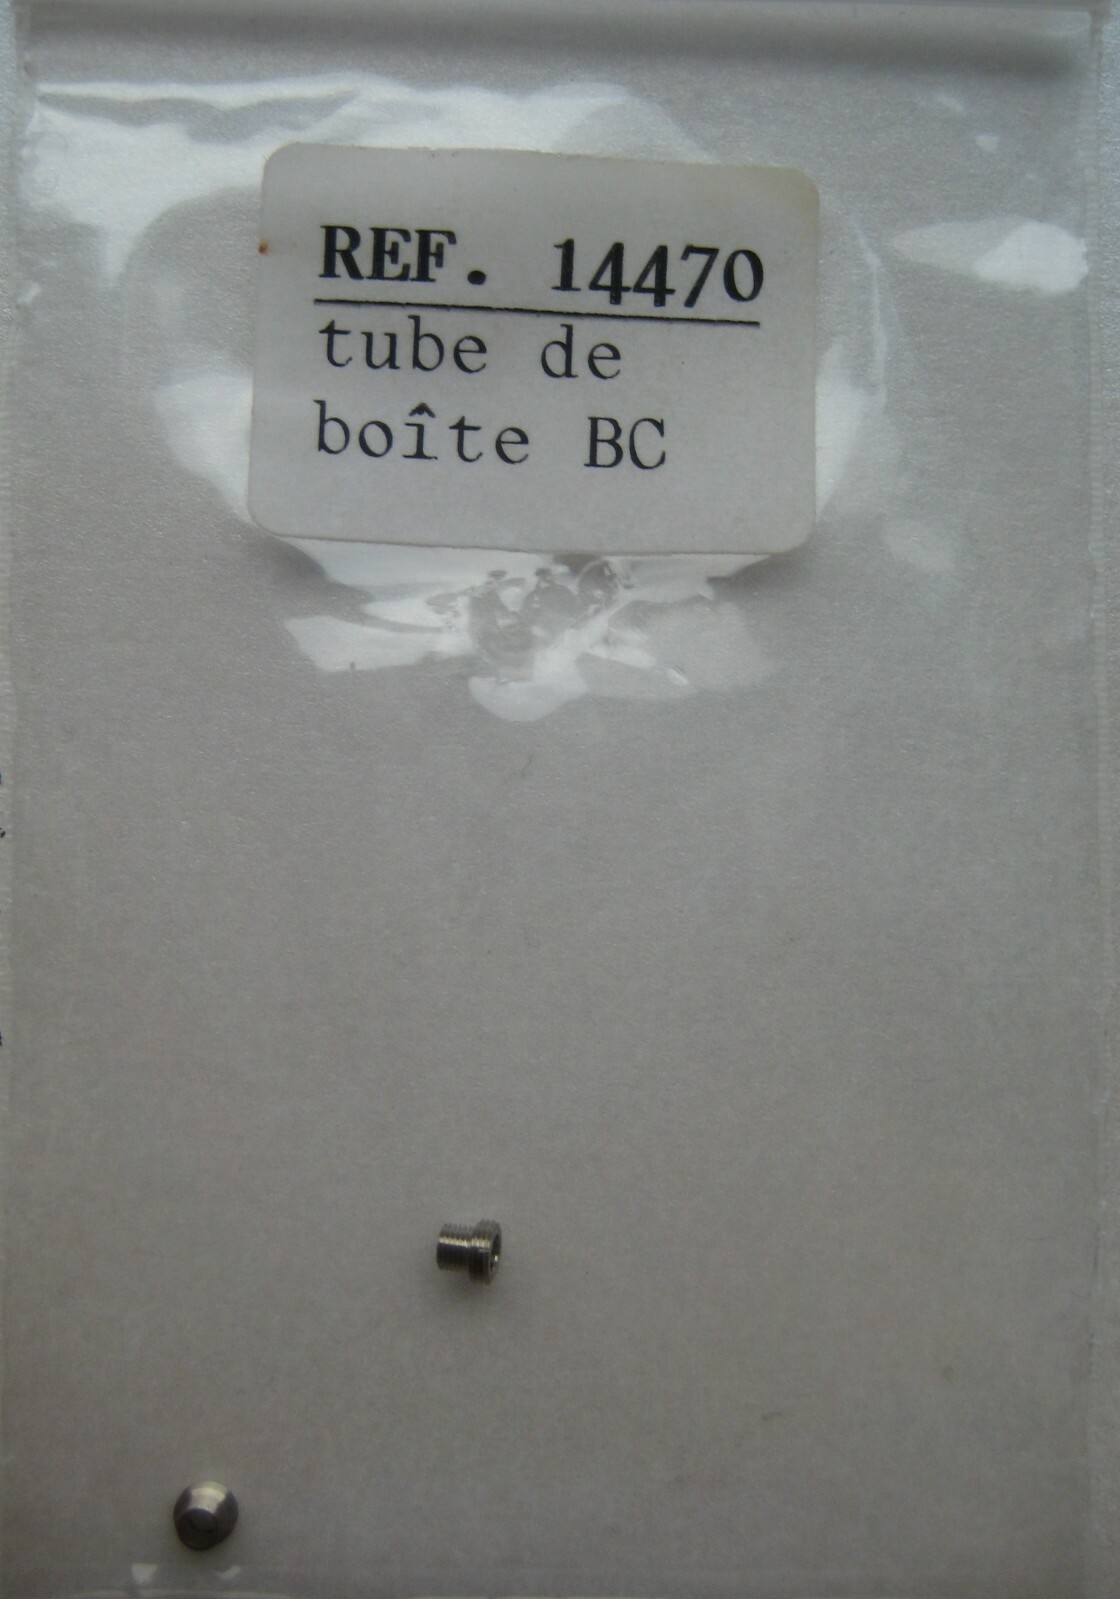 REF. 14470
tube de
boîte BC